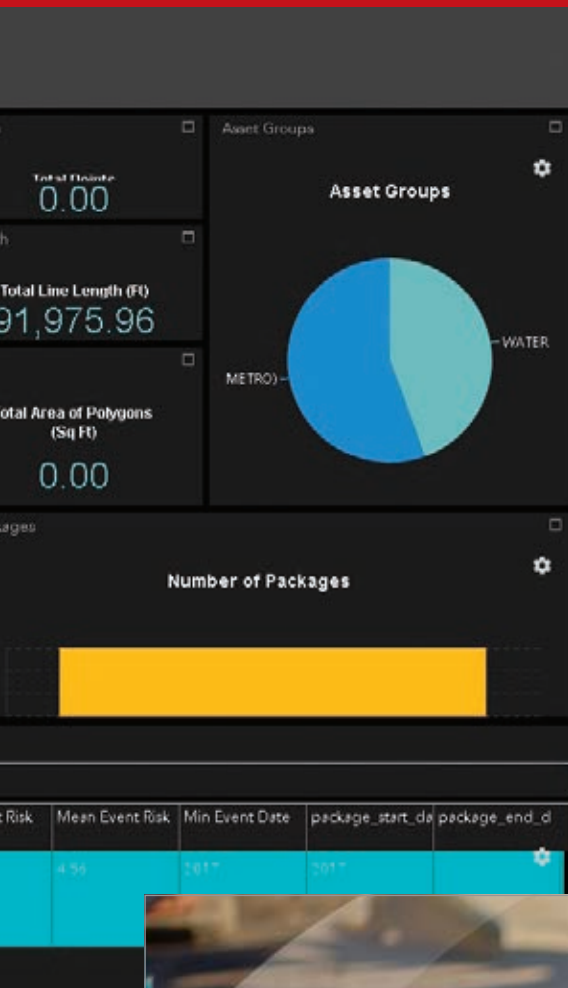 Asset Groups
Total Points
0.00
Asset Groups
h
Total Line Length (Ft)
91,975.96
WATER
METRO)
otal Area of Polygons
(Sq Ft)
0.00
ages
Number of Packages
t Risk Mean Event Risk Min Event Date package_start_da package_end_d
4.56 2017 2017